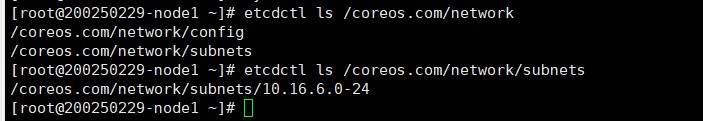 [root@200250229-node1 ~]# etcdctl ls /coreos.com/network
/coreos.com/network/config
/coreos.com/network/subnets
[root@200250229-node1 ~]# etcdctl ls /coreos.com/network/subnets
/coreos.com/network/subnets/10.16.6.0-24
[root@200250229-node1 ~]#